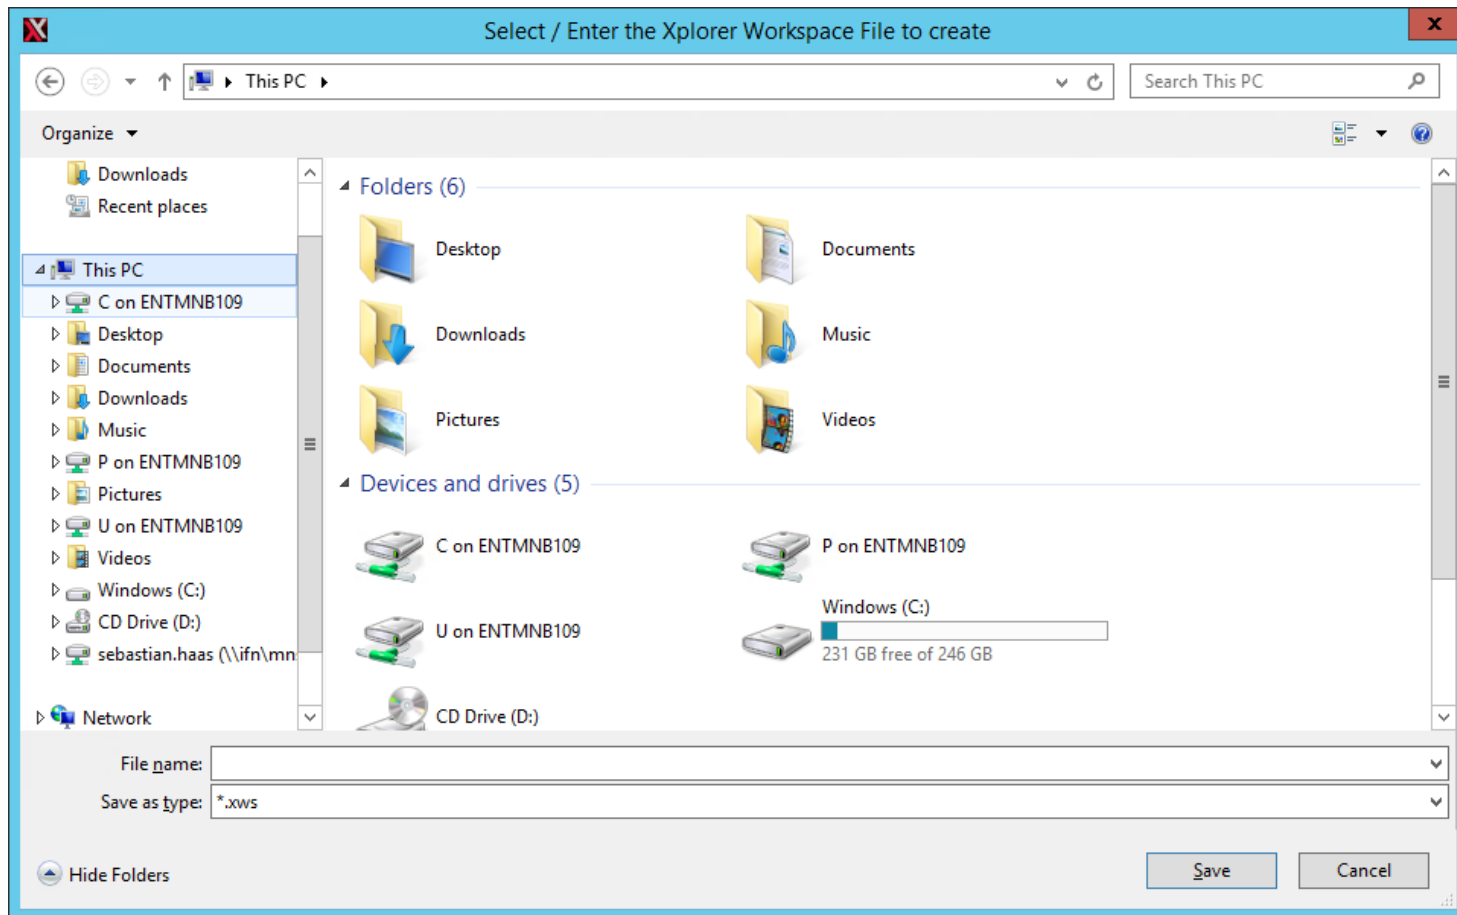 Select / Enter the Xplorer Workspace File to create
x
This PC
Search This PC
Organize
Downloads
Recent places
This PC
C on ENTMNB109
Desktop
Documents
Downloads
Music
P on ENTMNB109
Pictures
U on ENTMNB109
Videos
Windows (C:)
CD Drive (D:)
sebastian.haas (\\ifn\mn
Network
Folders (6)
Desktop
Documents
Downloads
Music
Pictures
Videos
Devices and drives (5)
C on ENTMNB109
P on ENTMNB109
U on ENTMNB109
Windows (C:)
231 GB free of 246 GB
CD Drive (D:)
File name:
Save as type: *.xws
Hide Folders
Save
Cancel